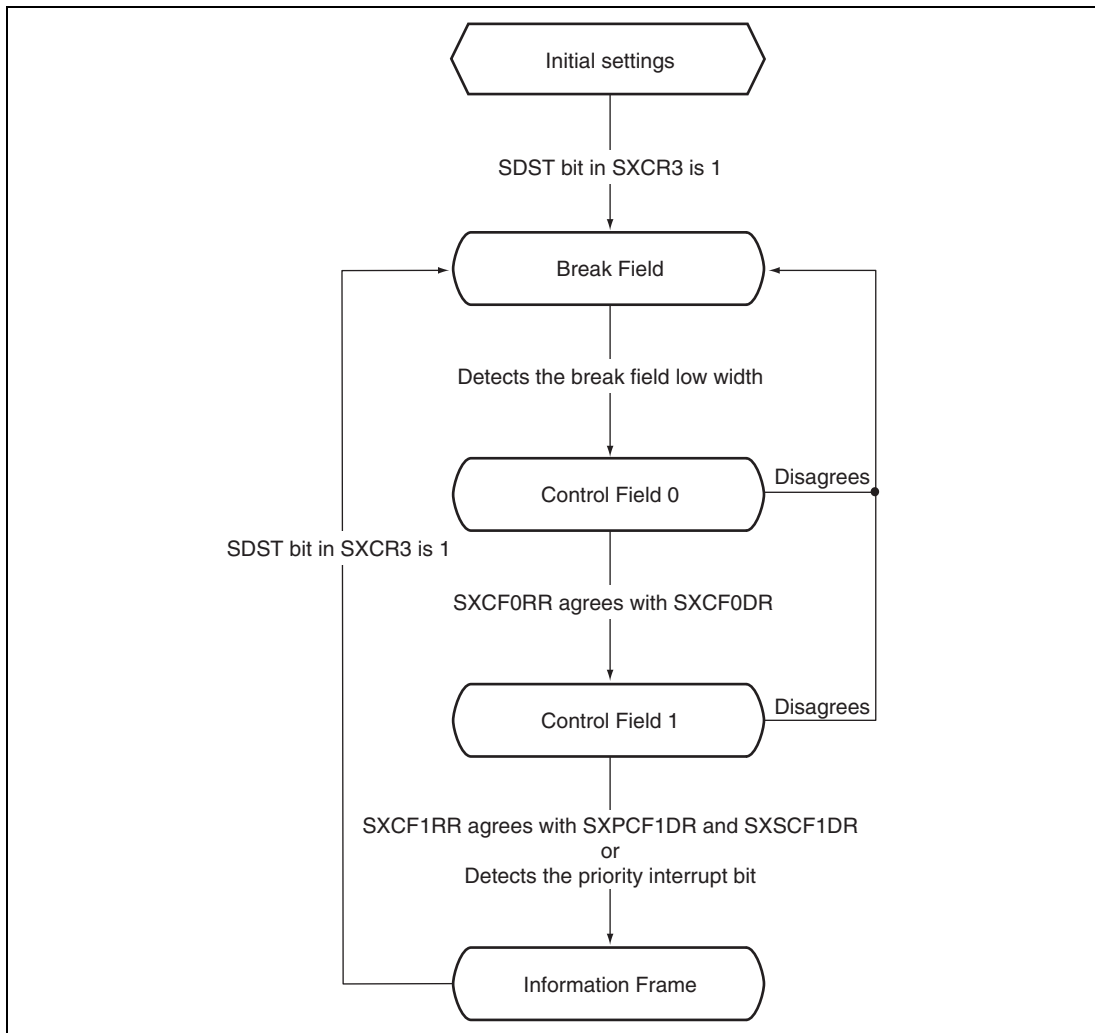 Initial settings
SDST bit in SXCR3 is 1
Break Field
Detects the break field low width
Control Field 0
Disagrees
SDST bit in SXCR3 is 1
SXCF0RR agrees with SXCF0DR
Control Field 1
Disagrees
SXCF1RR agrees with SXPCF1DR and SXSCF1DR
or
Detects the priority interrupt bit
Information Frame